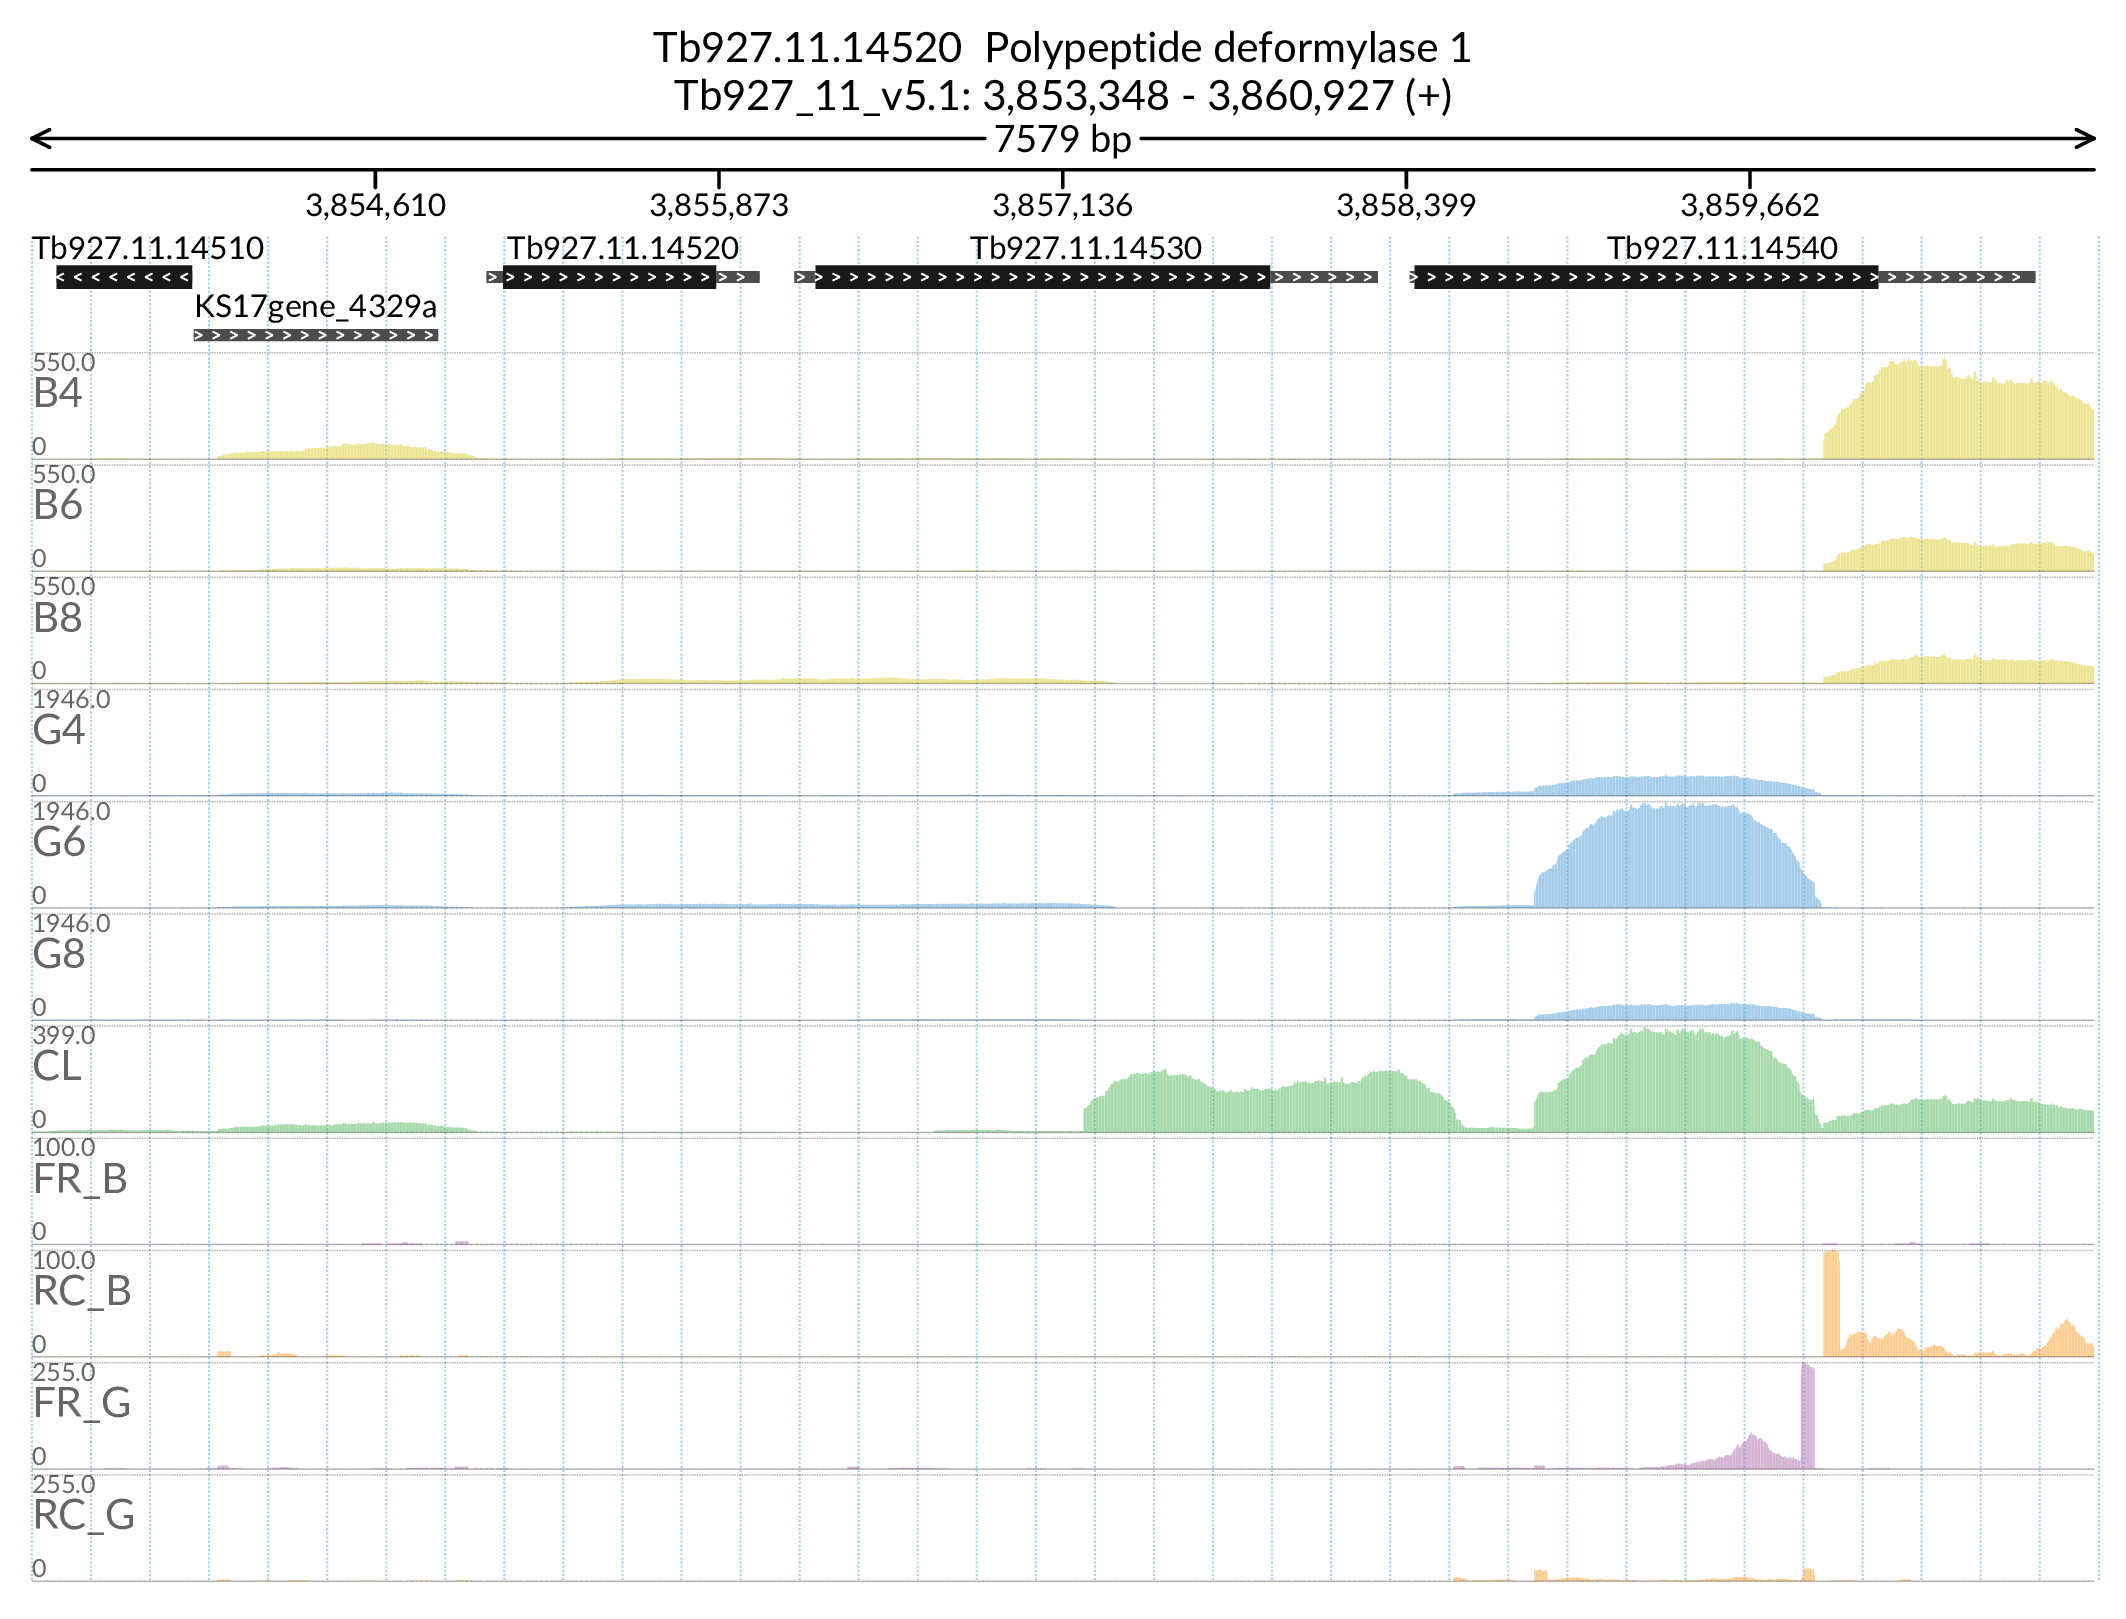 Tb927.11.14520  Polypeptide deformylase 1
Tb927_11_v5.1: 3,853,348 - 3,860,927 (+)
7579 bp
3,854,610 3,855,873 3,857,136 3,858,399 3,859,662
Tb927.11.14510 Tb927.11.14520 Tb927.11.14530 Tb927.11.14540
KS17gene_4329a
550.0
B4
0
550.0
B6
0
550.0
B8
0
1946.0
G4
0
1946.0
G6
0
1946.0
G8
0
399.0
CL
0
100.0
FR_B
0
100.0
RC_B
0
255.0
FR_G
0
255.0
RC_G
0